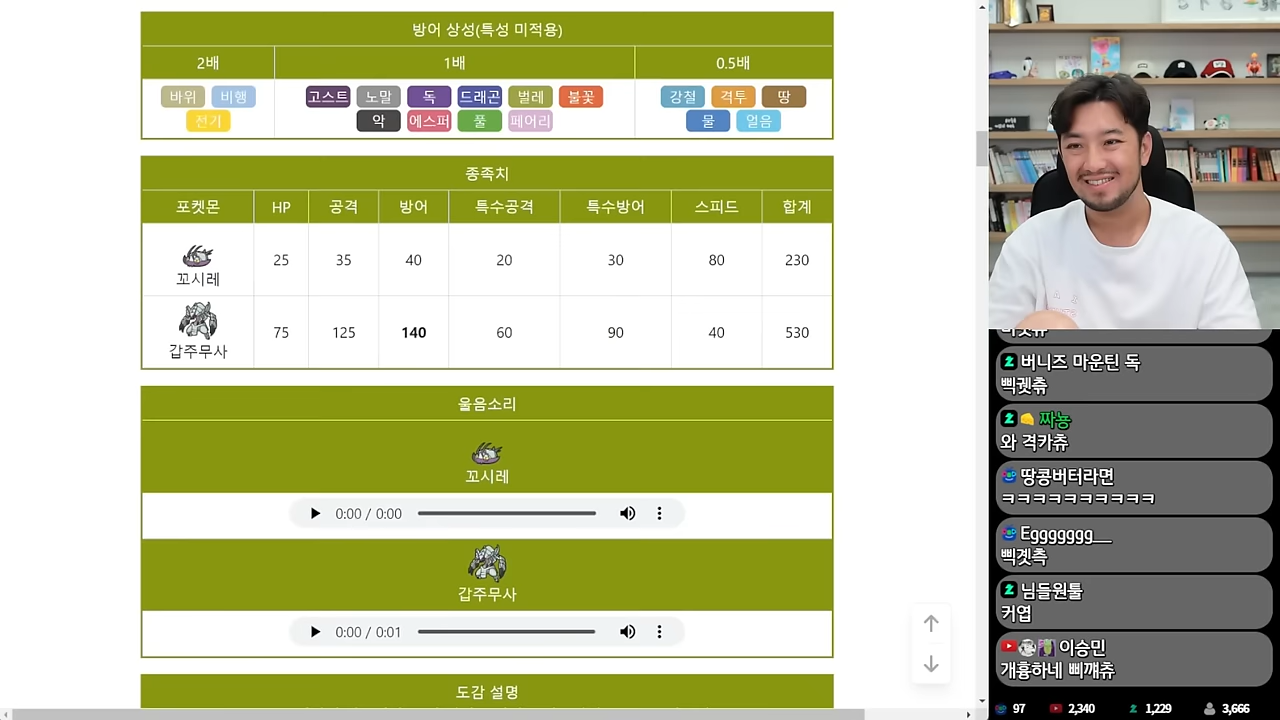 방어 상성(특성 미적용)
2배 1배 0.5배
바위 비행 고스트 노말 독 드래곤 벌레 불꽃 강철 격투 땅
전기 악 에스퍼 풀 페어리 물 얼음
종족치
포켓몬 HP 공격 방어 특수공격 특수방어 스피드 합계
꼬시레 25 35 40 20 30 80 230
갑주무사 75 125 140 60 90 40 530
울음소리
꼬시레
0:00 / 0:00
갑주무사
0:00 / 0:01
도감 설명
버니즈 마운틴 독
삑궷츄
짜농
와 격카츄
땅콩버터라면
ㅋㅋㅋㅋㅋㅋㅋㅋㅋㅋ
Eggggggg__
삑곗측
님들원툴
커엽
이승민
개흉하네 삐꺠츄
97 2,340 1,229 3,666